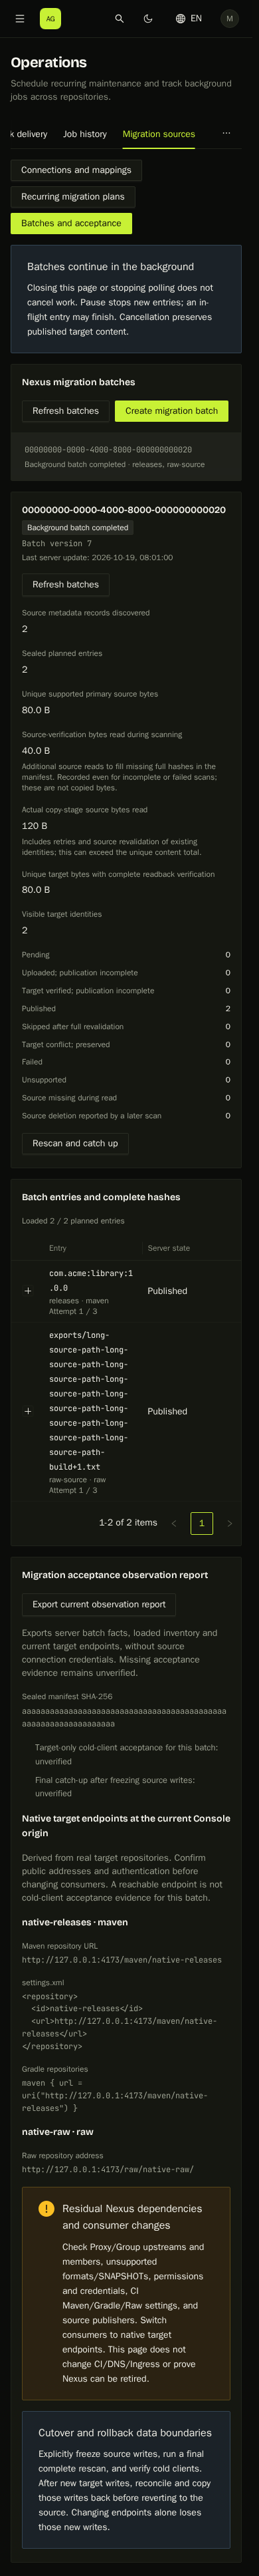 AG
EN
M
Operations
Schedule recurring maintenance and track background
jobs across repositories.
k delivery
Job history
Migration sources
Connections and mappings
Recurring migration plans
Batches and acceptance
Batches continue in the background
Closing this page or stopping polling does not
cancel work. Pause stops new entries; an in-
flight entry may finish. Cancellation preserves
published target content.
Nexus migration batches
Refresh batches
Create migration batch
00000000-0000-4000-8000-000000000020
Background batch completed · releases, raw-source
00000000-0000-4000-8000-000000000020
Background batch completed
Batch version 7
Last server update: 2026-10-19, 08:01:00
Refresh batches
Source metadata records discovered
2
Sealed planned entries
2
Unique supported primary source bytes
80.0 B
Source-verification bytes read during scanning
40.0 B
Additional source reads to fill missing full hashes in the
manifest. Recorded even for incomplete or failed scans;
these are not copied bytes.
Actual copy-stage source bytes read
120 B
Includes retries and source revalidation of existing
identities; this can exceed the unique content total.
Unique target bytes with complete readback verification
80.0 B
Visible target identities
2
Pending 0
Uploaded; publication incomplete 0
Target verified; publication incomplete 0
Published 2
Skipped after full revalidation 0
Target conflict; preserved 0
Failed 0
Unsupported 0
Source missing during read 0
Source deletion reported by a later scan 0
Rescan and catch up
Batch entries and complete hashes
Loaded 2 / 2 planned entries
Entry Server state
com.acme:library:1
.0.0
releases · maven
Attempt 1 / 3
Published
exports/long-
source-path-long-
source-path-long-
source-path-long-
source-path-long-
source-path-long-
source-path-long-
source-path-long-
source-path-
build+1.txt
raw-source · raw
Attempt 1 / 3
Published
1-2 of 2 items
1
Migration acceptance observation report
Export current observation report
Exports server batch facts, loaded inventory and
current target endpoints, without source
connection credentials. Missing acceptance
evidence remains unverified.
Sealed manifest SHA-256
aaaaaaaaaaaaaaaaaaaaaaaaaaaaaaaaaaaaaaaaaaaa
aaaaaaaaaaaaaaaaaaaa
Target-only cold-client acceptance for this batch:
unverified
Final catch-up after freezing source writes:
unverified
Native target endpoints at the current Console
origin
Derived from real target repositories. Confirm
public addresses and authentication before
changing consumers. A reachable endpoint is not
cold-client acceptance evidence for this batch.
native-releases · maven
Maven repository URL
http://127.0.0.1:4173/maven/native-releases
settings.xml
<repository>
<id>native-releases</id>
<url>http://127.0.0.1:4173/maven/native-
releases</url>
</repository>
Gradle repositories
maven { url =
uri("http://127.0.0.1:4173/maven/native-
releases") }
native-raw · raw
Raw repository address
http://127.0.0.1:4173/raw/native-raw/
Residual Nexus dependencies
and consumer changes
Check Proxy/Group upstreams and
members, unsupported
formats/SNAPSHOTs, permissions
and credentials, CI
Maven/Gradle/Raw settings, and
source publishers. Switch
consumers to native target
endpoints. This page does not
change CI/DNS/Ingress or prove
Nexus can be retired.
Cutover and rollback data boundaries
Explicitly freeze source writes, run a final
complete rescan, and verify cold clients.
After new target writes, reconcile and copy
those writes back before reverting to the
source. Changing endpoints alone loses
those new writes.